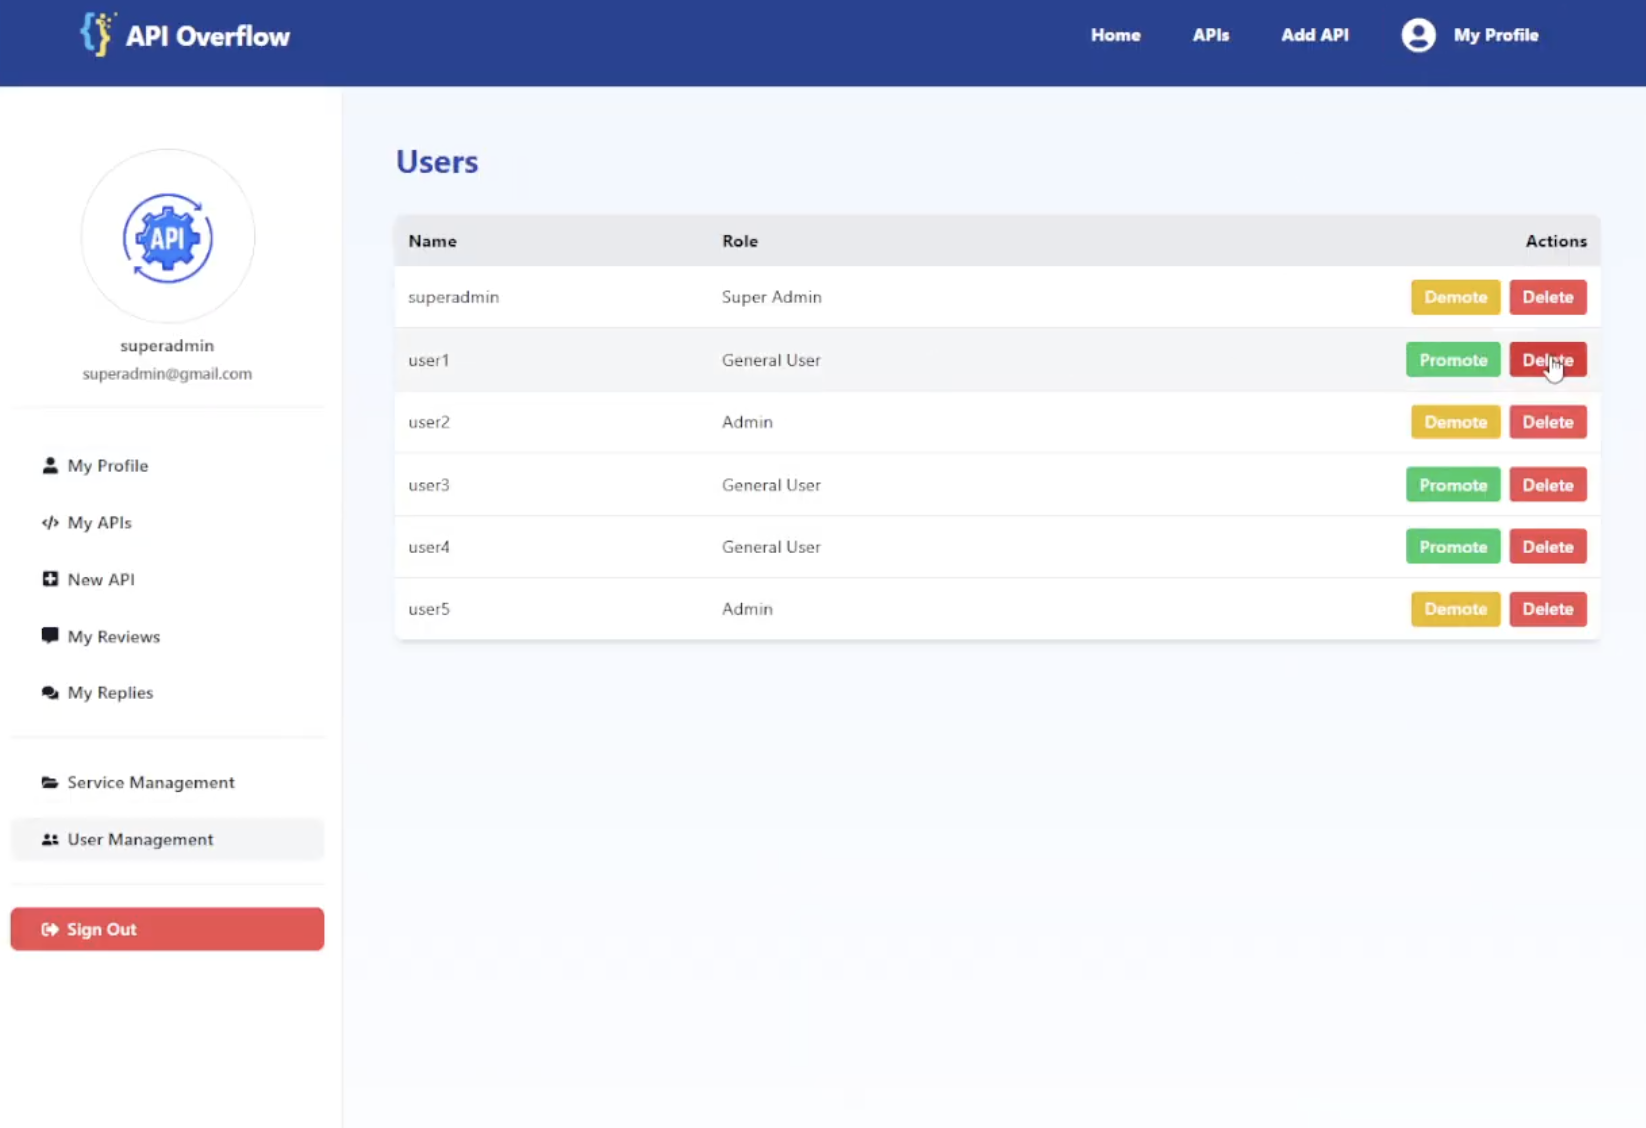 API Overflow
Home APIs Add API My Profile
API
superadmin
superadmin@gmail.com
My Profile
My APIs
New API
My Reviews
My Replies
Service Management
User Management
Sign Out
Users
Name Role Actions
superadmin Super Admin Demote Delete
user1 General User Promote Delete
user2 Admin Demote Delete
user3 General User Promote Delete
user4 General User Promote Delete
user5 Admin Demote Delete